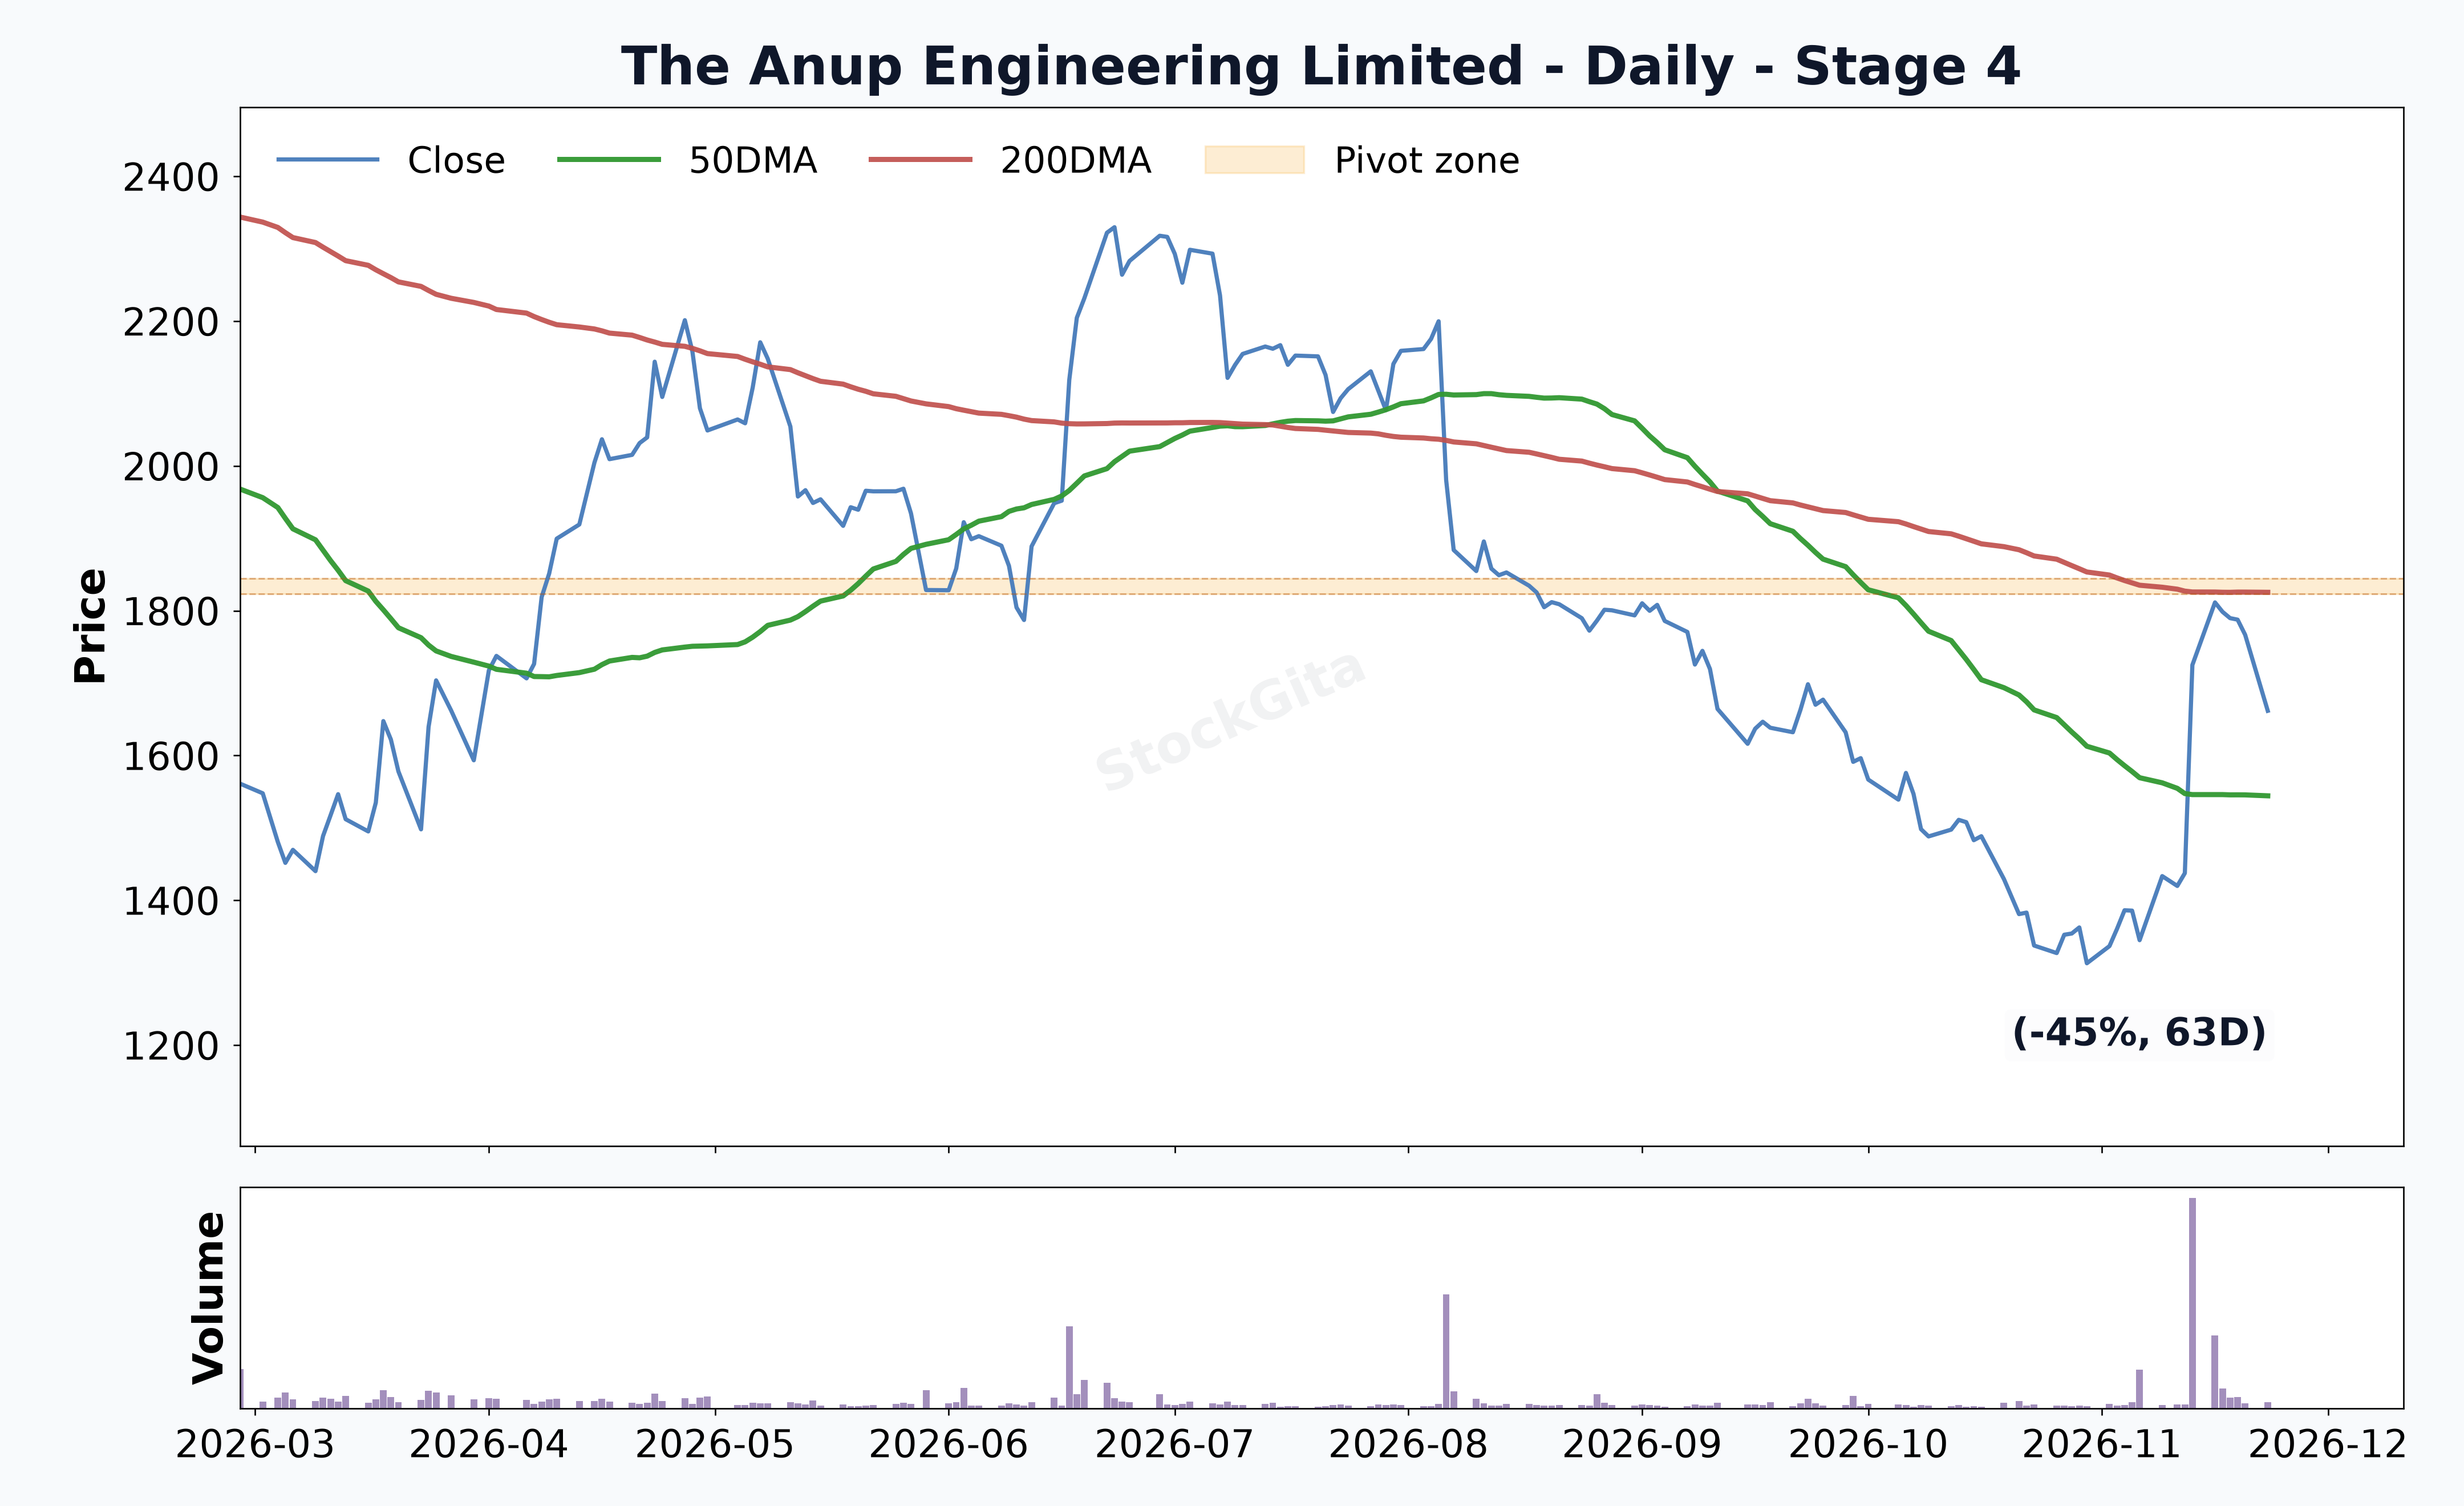 The Anup Engineering Limited - Daily - Stage 4
Close 50DMA 200DMA Pivot zone
Price
2400
2200
2000
1800
1600
1400
1200
StockGita
(-45%, 63D)
Volume
2026-03 2026-04 2026-05 2026-06 2026-07 2026-08 2026-09 2026-10 2026-11 2026-12